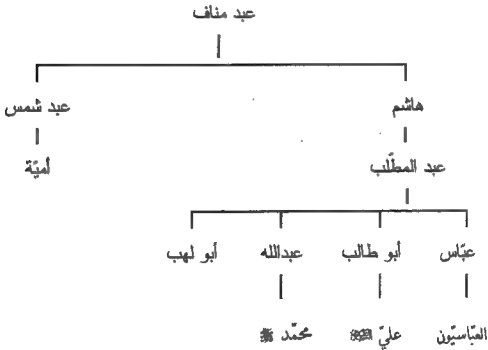 عبد مناف
هاشم عبد شمس
عبد المطّلب أميّة
عبّاس أبو طالب عبدالله أبو لهب
العبّاسيّون عليّ محمّد ﷺ